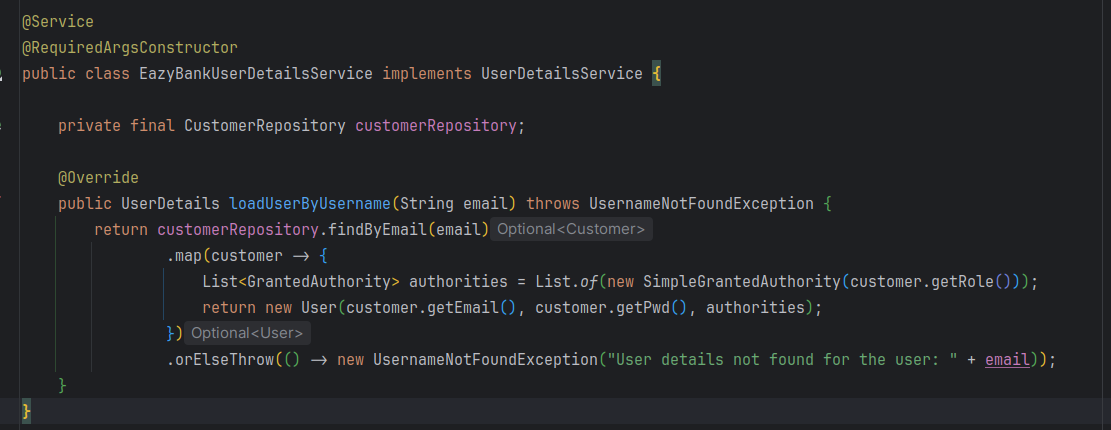 @Service
@RequiredArgsConstructor
public class EazyBankUserDetailsService implements UserDetailsService {
private final CustomerRepository customerRepository;
@Override
public UserDetails loadUserByUsername(String email) throws UsernameNotFoundException {
return customerRepository.findByEmail(email) Optional<Customer>
.map(customer -> {
List<GrantedAuthority> authorities = List.of(new SimpleGrantedAuthority(customer.getRole()));
return new User(customer.getEmail(), customer.getPwd(), authorities);
}) Optional<User>
.orElseThrow(() -> new UsernameNotFoundException("User details not found for the user: " + email));
}
}